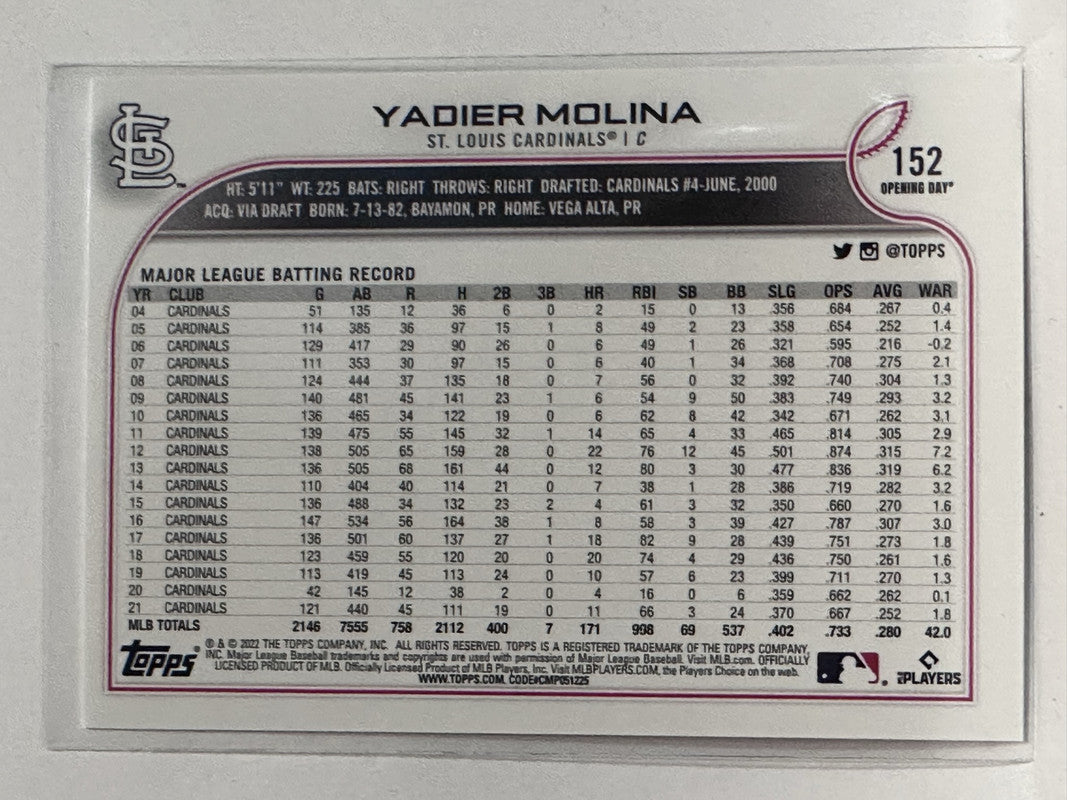 STL™
YADIER MOLINA
ST. LOUIS CARDINALS® | C
152
OPENING DAY®
HT: 5'11" WT: 225 BATS: RIGHT THROWS: RIGHT DRAFTED: CARDINALS #4-JUNE, 2000
ACQ: VIA DRAFT BORN: 7-13-82, BAYAMON, PR HOME: VEGA ALTA, PR
@TOPPS
MAJOR LEAGUE BATTING RECORD
YR CLUB G AB R H 2B 3B HR RBI SB BB SLG OPS AVG WAR
04 CARDINALS 51 135 12 36 6 0 2 15 0 13 .356 .684 .267 0.4
05 CARDINALS 114 385 36 97 15 1 8 49 2 23 .358 .654 .252 1.4
06 CARDINALS 129 417 29 90 26 0 6 49 1 26 .321 .595 .216 -0.2
07 CARDINALS 111 353 30 97 15 0 6 40 1 34 .368 .708 .275 2.1
08 CARDINALS 124 444 37 135 18 0 7 56 0 32 .392 .740 .304 1.3
09 CARDINALS 140 481 45 141 23 1 6 54 9 50 .383 .749 .293 3.2
10 CARDINALS 136 465 34 122 19 0 6 62 8 42 .342 .671 .262 3.1
11 CARDINALS 139 475 55 145 32 1 14 65 4 33 .465 .814 .305 2.9
12 CARDINALS 138 505 65 159 28 0 22 76 12 45 .501 .874 .315 7.2
13 CARDINALS 136 505 68 161 44 0 12 80 3 30 .477 .836 .319 6.2
14 CARDINALS 110 404 40 114 21 0 7 38 1 28 .386 .719 .282 3.2
15 CARDINALS 136 488 34 132 23 2 4 61 3 32 .350 .660 .270 1.6
16 CARDINALS 147 534 56 164 38 1 8 58 3 39 .427 .787 .307 3.0
17 CARDINALS 136 501 60 137 27 1 18 82 9 28 .439 .751 .273 1.8
18 CARDINALS 123 459 55 120 20 0 20 74 4 29 .436 .750 .261 1.6
19 CARDINALS 113 419 45 113 24 0 10 57 6 23 .399 .711 .270 1.3
20 CARDINALS 42 145 12 38 2 0 4 16 0 6 .359 .662 .262 0.1
21 CARDINALS 121 440 45 111 19 0 11 66 3 24 .370 .667 .252 1.8
MLB TOTALS 2146 7555 758 2112 400 7 171 998 69 537 .402 .733 .280 42.0
Topps®
® & © 2022 THE TOPPS COMPANY, INC. ALL RIGHTS RESERVED. TOPPS IS A REGISTERED TRADEMARK OF THE TOPPS COMPANY,
INC. Major League Baseball trademarks and copyrights are used with permission of Major League Baseball. Visit MLB.com. OFFICIALLY
LICENSED PRODUCT OF MLB. Officially Licensed Product of MLB Players, Inc. Visit MLBPLAYERS.COM, the Players Choice on the web.
WWW.TOPPS.COM. CODE#CMP051225
PLAYERS